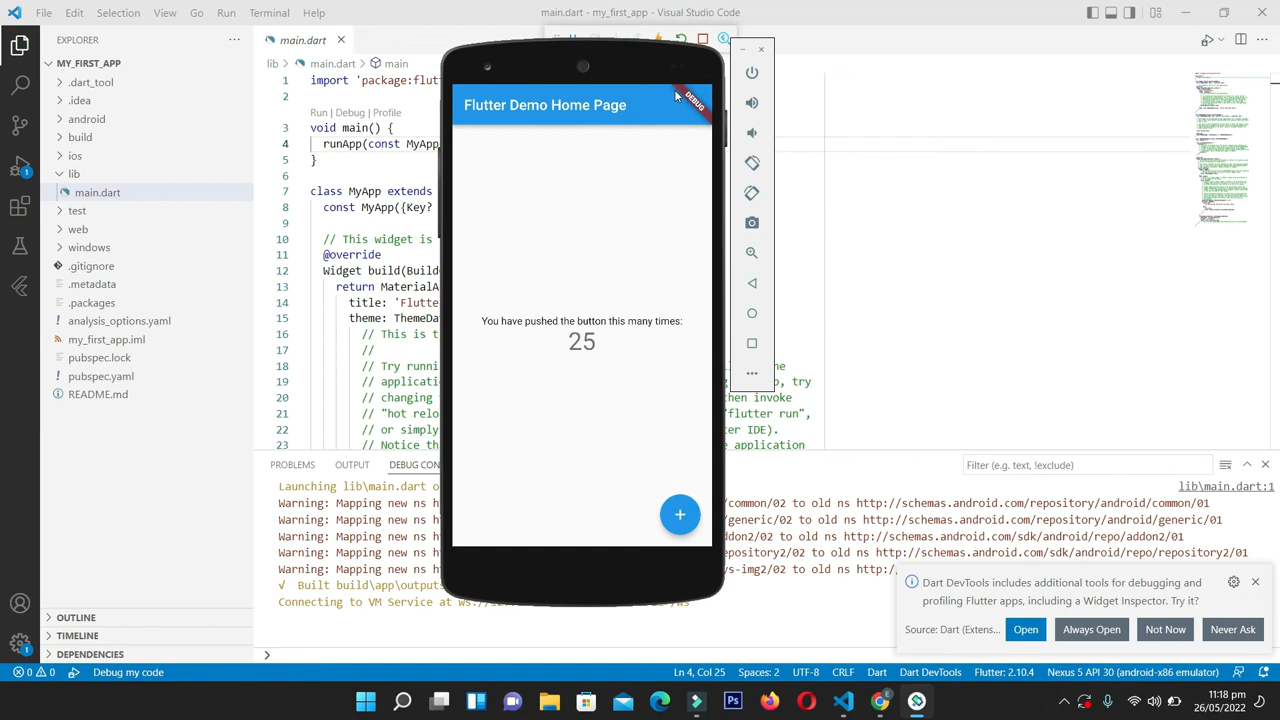 File Edit Selection View Go Run Terminal Help
main.dart - my_first_app - Visual Studio Code
EXPLORER
MY_FIRST_APP
.dart_tool
.idea
android
build
ios
lib
main.dart
test
web
windows
.gitignore
.metadata
.packages
analysis_options.yaml
my_first_app.iml
pubspec.lock
pubspec.yaml
README.md
OUTLINE
TIMELINE
DEPENDENCIES
main.dart
lib > main.dart > main
1 import 'package:flut
2
Run | Debug | Profile
3 void main() {
4 runApp(const MyApp
5 }
6
7 class MyApp extends
8 const MyApp({Key?
9
10 // This widget is
11 @override
12 Widget build(Build
13 return MaterialA
14 title: 'Flutt
15 theme: ThemeDa
16 // This is t
17 //
18 // Try runni he
19 // applicatio p, try
20 // changing t then invoke
21 // "hot relo "flutter run",
22 // or simply ter IDE).
23 // Notice th e application
Flutter Demo Home Page
DEBUG
You have pushed the button this many times:
25
+
PROBLEMS OUTPUT DEBUG CON
Filter (e.g. text, !exclude)
Launching lib\main.dart o
lib\main.dart:1
Warning: Mapping new ns h /common/02 to old ns http://schemas.android.com/repository/android/common/01
Warning: Mapping new ns h /generic/02 to old ns http://schemas.android.com/repository/android/generic/01
Warning: Mapping new ns h addon2/02 to old ns http://schemas.android.com/sdk/android/repo/addon2/01
Warning: Mapping new ns h epository2/02 to old ns http://schemas.android.com/sdk/android/repo/repository2/01
Warning: Mapping new ns h ys-img2/02 to old ns http:/
√ Built build\app\outputs
Connecting to VM Service at ws://1 /ws
Dart DevTools includes additional tools for debugging and
profiling Flutter apps, including a Widget Inspector. Try it?
Source: Dart (Extens... Open Always Open Not Now Never Ask
0 0 Debug my code Ln 4, Col 25 Spaces: 2 UTF-8 CRLF Dart Dart DevTools Flutter: 2.10.4 Nexus 5 API 30 (android-x86 emulator)
11:18 pm
26/05/2022